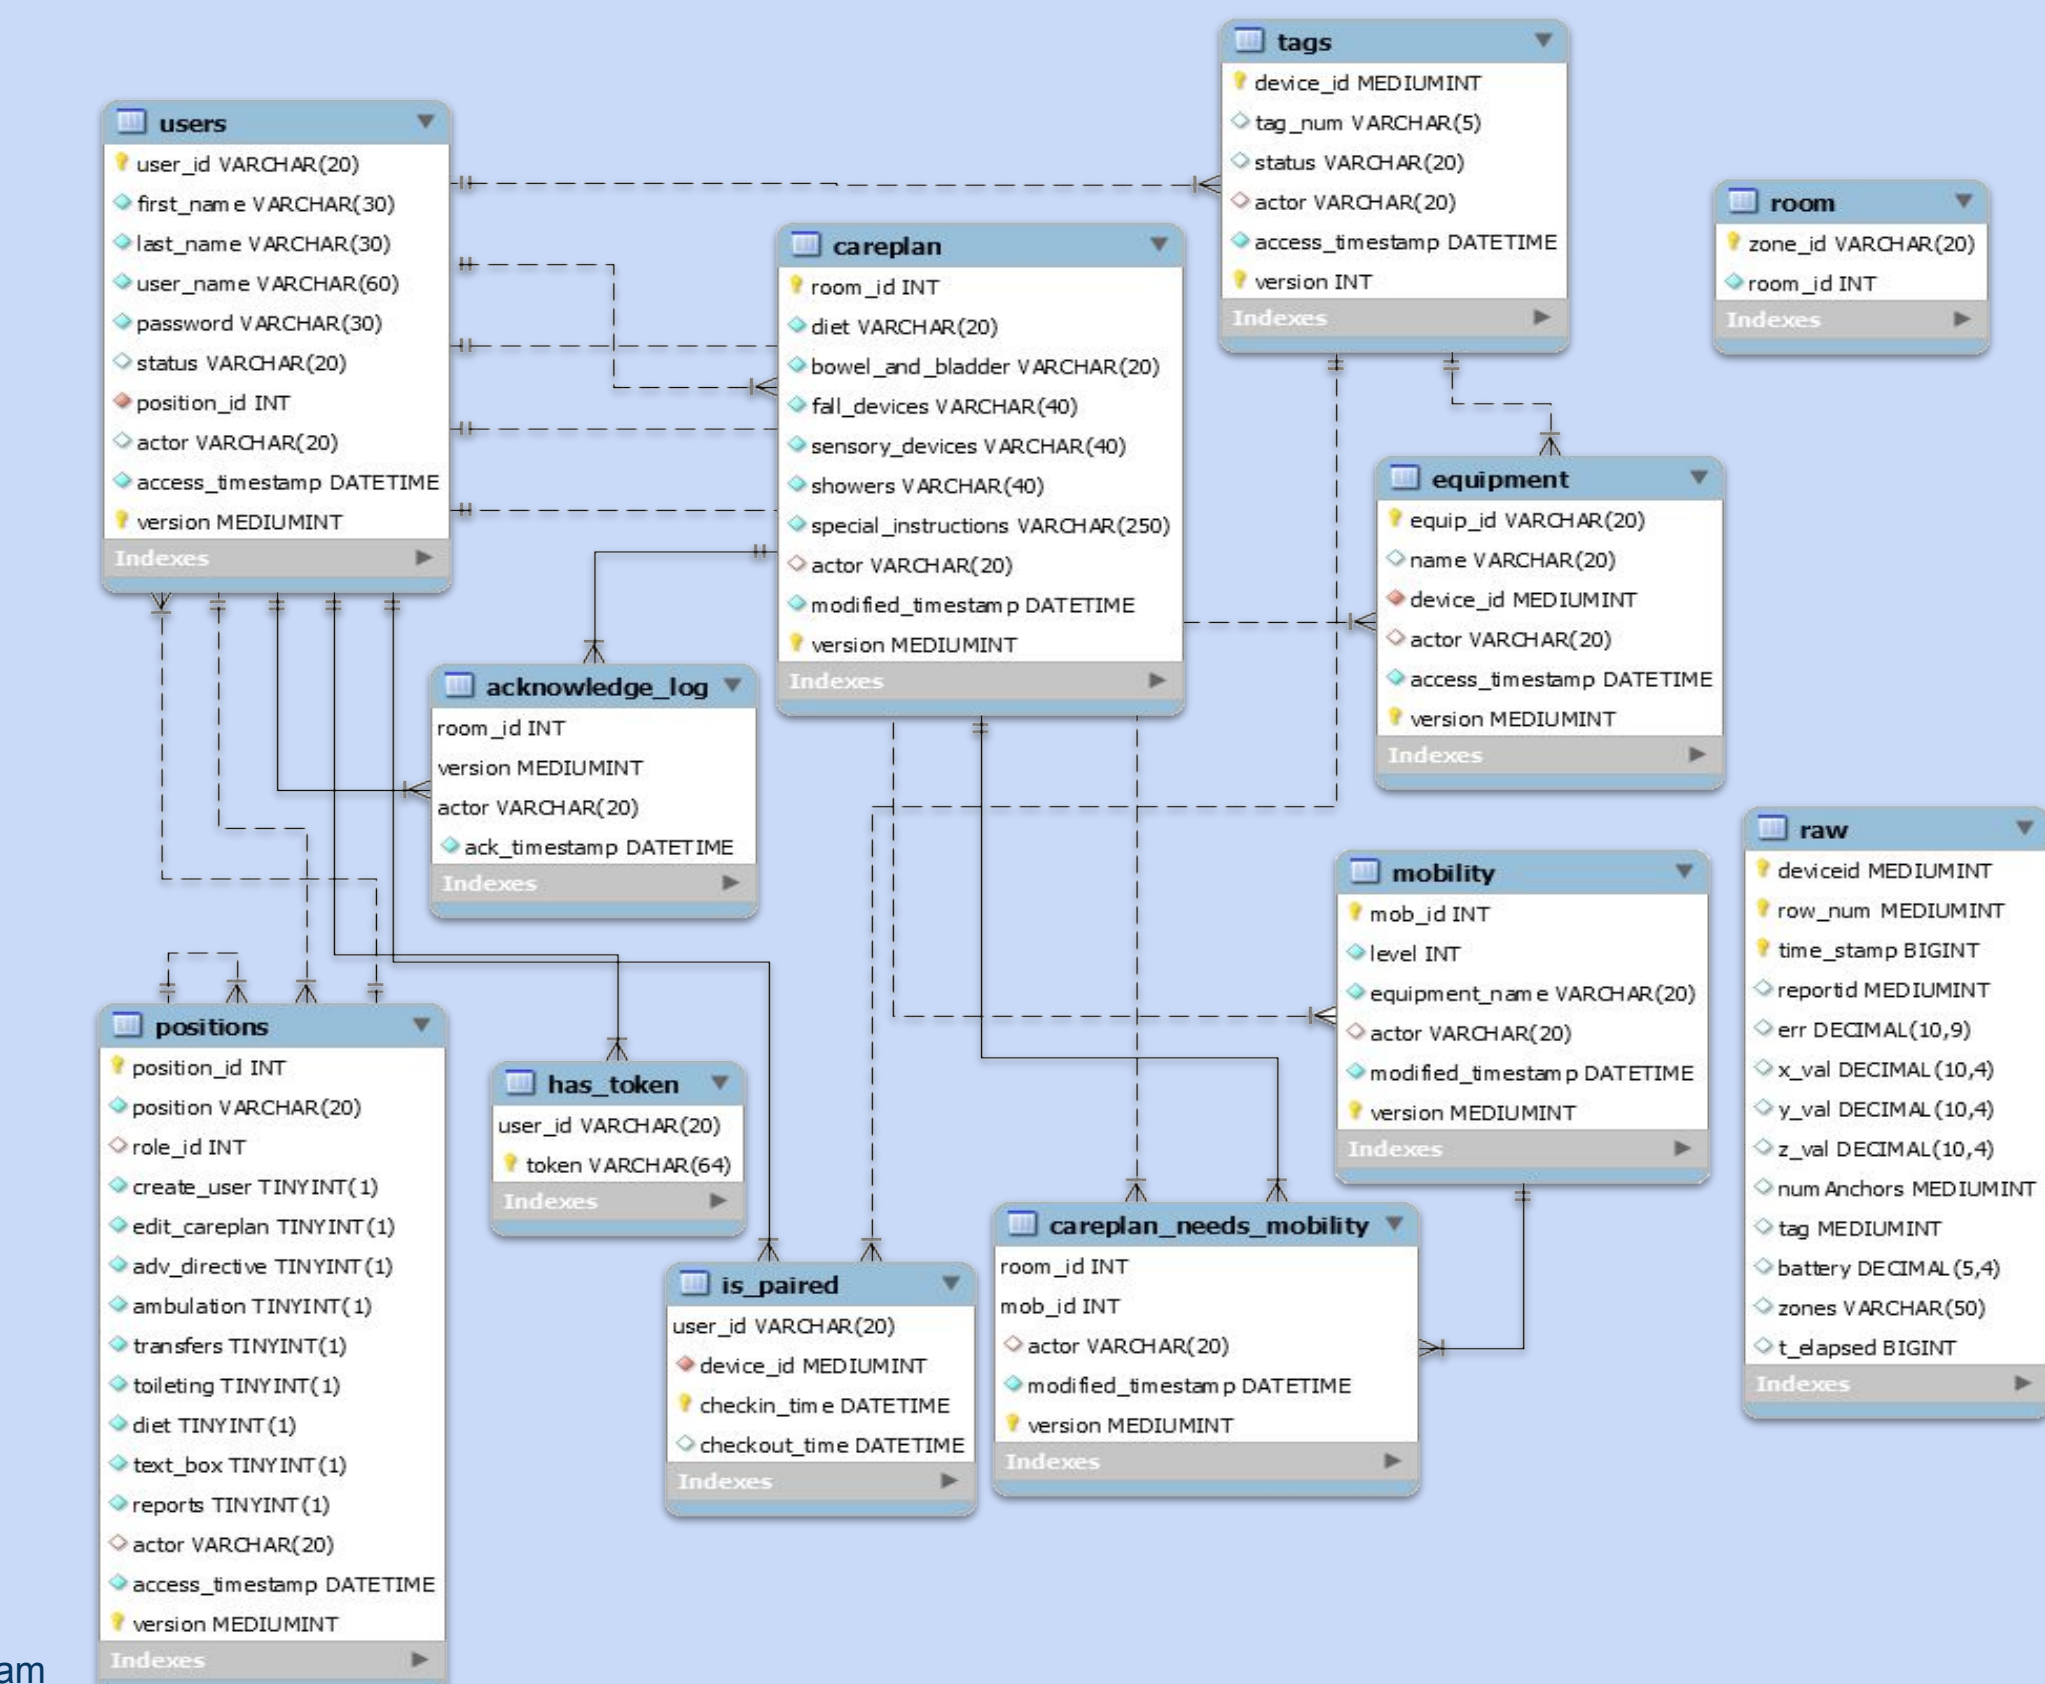 users
user_id VARCHAR(20)
first_name VARCHAR(30)
last_name VARCHAR(30)
user_name VARCHAR(60)
password VARCHAR(30)
status VARCHAR(20)
position_id INT
actor VARCHAR(20)
access_timestamp DATETIME
version MEDIUMINT
Indexes
careplan
room_id INT
diet VARCHAR(20)
bowel_and_bladder VARCHAR(20)
fall_devices VARCHAR(40)
sensory_devices VARCHAR(40)
showers VARCHAR(40)
special_instructions VARCHAR(250)
actor VARCHAR(20)
modified_timestamp DATETIME
version MEDIUMINT
Indexes
tags
device_id MEDIUMINT
tag_num VARCHAR(5)
status VARCHAR(20)
actor VARCHAR(20)
access_timestamp DATETIME
version INT
Indexes
room
zone_id VARCHAR(20)
room_id INT
Indexes
equipment
equip_id VARCHAR(20)
name VARCHAR(20)
device_id MEDIUMINT
actor VARCHAR(20)
access_timestamp DATETIME
version MEDIUMINT
Indexes
acknowledge_log
room_id INT
version MEDIUMINT
actor VARCHAR(20)
ack_timestamp DATETIME
Indexes
raw
deviceid MEDIUMINT
row_num MEDIUMINT
time_stamp BIGINT
reportid MEDIUMINT
err DECIMAL(10,9)
x_val DECIMAL(10,4)
y_val DECIMAL(10,4)
z_val DECIMAL(10,4)
numAnchors MEDIUMINT
tag MEDIUMINT
battery DECIMAL(5,4)
zones VARCHAR(50)
t_elapsed BIGINT
Indexes
mobility
mob_id INT
level INT
equipment_name VARCHAR(20)
actor VARCHAR(20)
modified_timestamp DATETIME
version MEDIUMINT
Indexes
positions
position_id INT
position VARCHAR(20)
role_id INT
create_user TINYINT(1)
edit_careplan TINYINT(1)
adv_directive TINYINT(1)
ambulation TINYINT(1)
transfers TINYINT(1)
toileting TINYINT(1)
diet TINYINT(1)
text_box TINYINT(1)
reports TINYINT(1)
actor VARCHAR(20)
access_timestamp DATETIME
version MEDIUMINT
Indexes
has_token
user_id VARCHAR(20)
token VARCHAR(64)
Indexes
is_paired
user_id VARCHAR(20)
device_id MEDIUMINT
checkin_time DATETIME
checkout_time DATETIME
Indexes
careplan_needs_mobility
room_id INT
mob_id INT
actor VARCHAR(20)
modified_timestamp DATETIME
version MEDIUMINT
Indexes
am